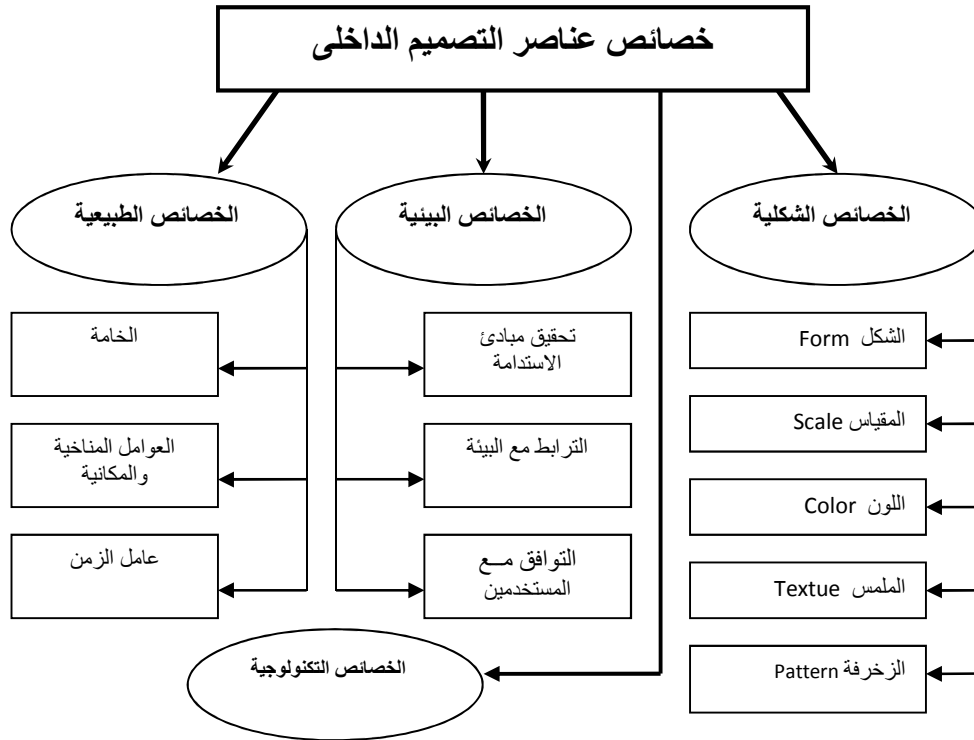 خصائص عناصر التصميم الداخلى
الخصائص الشكلية
الشكل Form
المقياس Scale
اللون Color
الملمس Textue
الزخرفة Pattern
الخصائص البيئية
تحقيق مبادئ
الاستدامة
الترابط مع البيئة
التوافق مــع
المستخدمين
الخصائص الطبيعية
الخامة
العوامل المناخية
والمكانية
عامل الزمن
الخصائص التكنولوجية